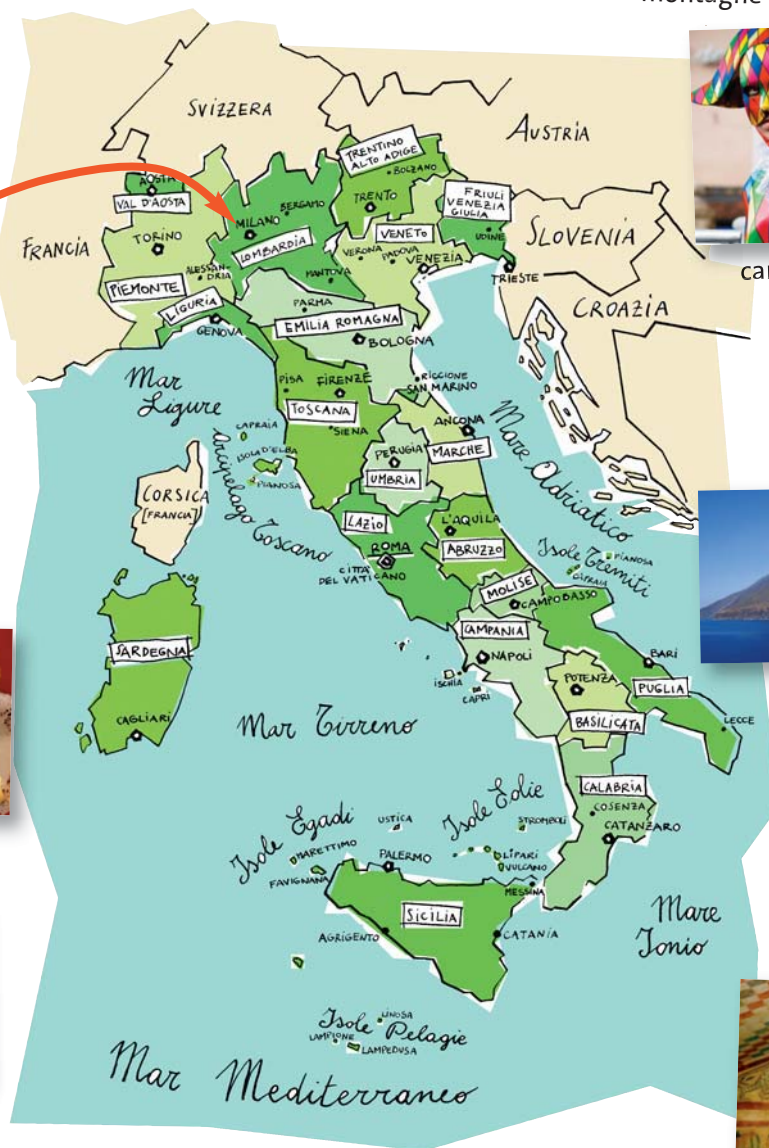 montagne
SVIZZERA
AUSTRIA
TRENTINO
ALTO ADIGE
BOLZANO
AOSTA
VAL D'AOSTA
BERGAMO
TRENTO
FRIULI
VENEZIA
GIULIA
MILANO
LOMBARDIA
VENETO
UDINE
SLOVENIA
FRANCIA
TORINO
VERONA
PADOVA
VENEZIA
TRIESTE
ALESSAN-
DRIA
MANTOVA
PIEMONTE
LIGURIA
PARMA
CROAZIA
EMILIA ROMAGNA
GENOVA
BOLOGNA
Mar
Ligure
PISA
FIRENZE
RICCIONE
SAN MARINO
TOSCANA
CAPRAIA
SIENA
ANCONA
Mare Adriatico
ISOLA D'ELBA
PIANOSA
Arcipelago Toscano
PERUGIA
MARCHE
UMBRIA
CORSICA
[FRANCIA]
LAZIO
L'AQUILA
ABRUZZO
ROMA
CITTÀ
DEL VATICANO
Isole Tremiti
PIANOSA
CAPRAIA
MOLISE
CAMPOBASSO
CAMPANIA
SARDEGNA
NAPOLI
BARI
ISCHIA
CAPRI
POTENZA
PUGLIA
CAGLIARI
Mar Tirreno
BASILICATA
LECCE
CALABRIA
Isole Egadi
USTICA
Isole Eolie
STROMBOLI
COSENZA
CATANZARO
MARETTIMO
PALERMO
LIPARI
VULCANO
FAVIGNANA
MESSINA
SICILIA
Mare
Jonio
AGRIGENTO
CATANIA
Isole Pelagie
LINOSA
LAMPIONE
LAMPEDUSA
Mar Mediterraneo